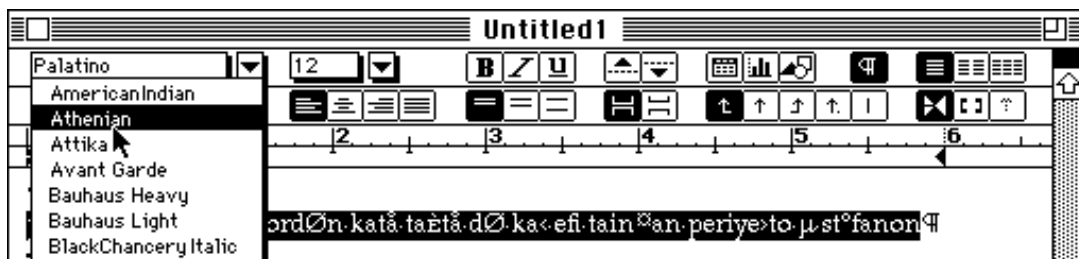 Untitled1
Palatino 12 B I U ¶
AmericanIndian
Athenian
Attika 2 3 4 5 6
Avant Garde
Bauhaus Heavy
Bauhaus Light ordØn katå taÈtå dØ ka‹ efi tain¤an periye›to µ st°fanon¶
BlackChancery Italic